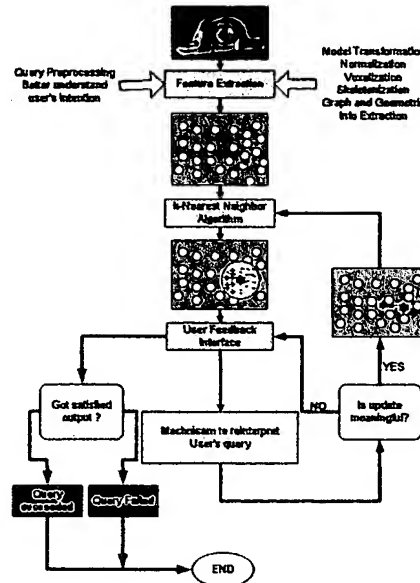 Query Preprocessing
Better understand
user's intention
Feature Extraction
Model Transformation
Normalization
Voxelization
Skeletonization
Graph and Geometric
Info Extraction
k-Nearest Neighbor
Algorithm
User Feedback
Interface
YES
NO
Got satisfied
output ?
Mechanism to reinterpret
User's query
Is update
meaningful?
Query
succeeded
Query Failed
END